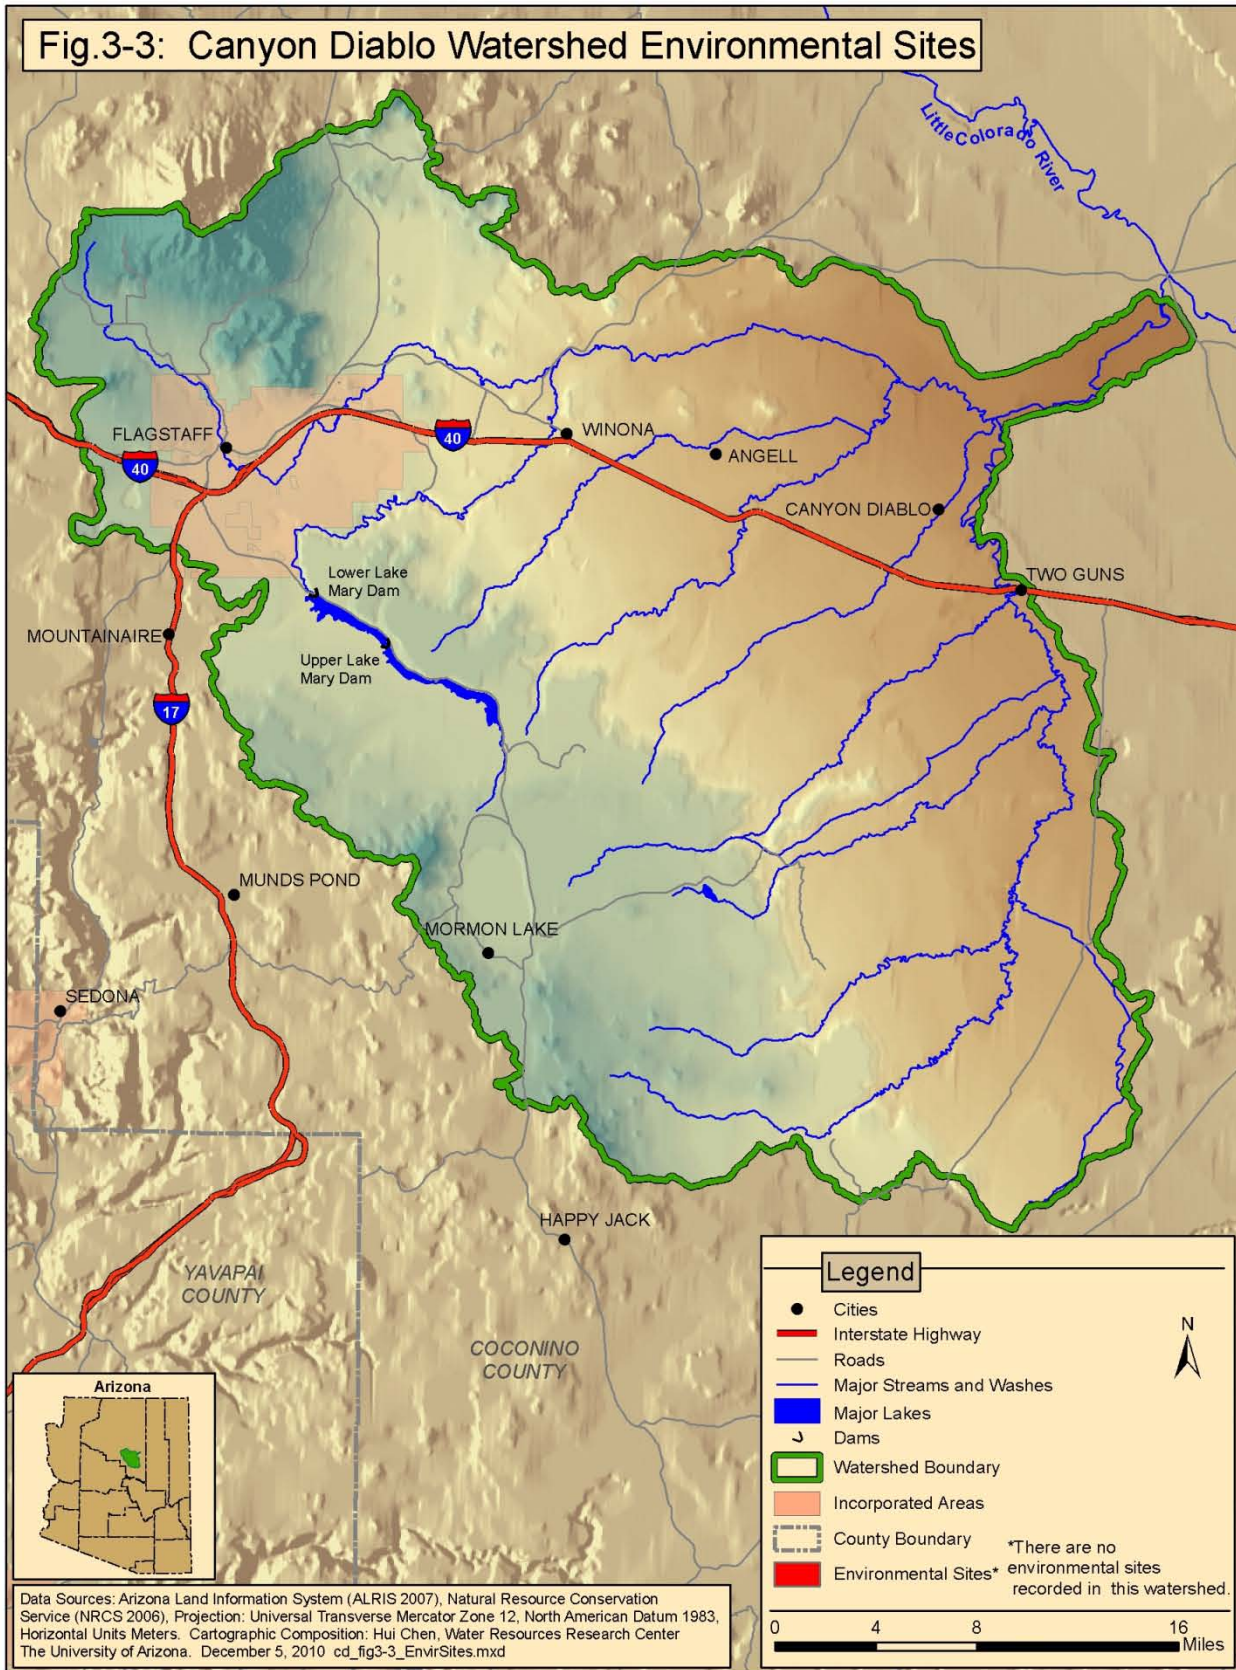 Fig.3-3: Canyon Diablo Watershed Environmental Sites
Little Colorado River
FLAGSTAFF
40
40
WINONA
ANGELL
CANYON DIABLO
TWO GUNS
Lower Lake
Mary Dam
Upper Lake
Mary Dam
MOUNTAINAIRE
17
MUNDS POND
MORMON LAKE
SEDONA
HAPPY JACK
YAVAPAI
COUNTY
COCONINO
COUNTY
Legend
Cities
Interstate Highway
Roads
Major Streams and Washes
Major Lakes
Dams
Watershed Boundary
Incorporated Areas
County Boundary
Environmental Sites*
*There are no
environmental sites
recorded in this watershed.
N
0 4 8 16
Miles
Arizona
Data Sources: Arizona Land Information System (ALRIS 2007), Natural Resource Conservation
Service (NRCS 2006), Projection: Universal Transverse Mercator Zone 12, North American Datum 1983,
Horizontal Units Meters. Cartographic Composition: Hui Chen, Water Resources Research Center
The University of Arizona. December 5, 2010 cd_fig3-3_EnvirSites.mxd